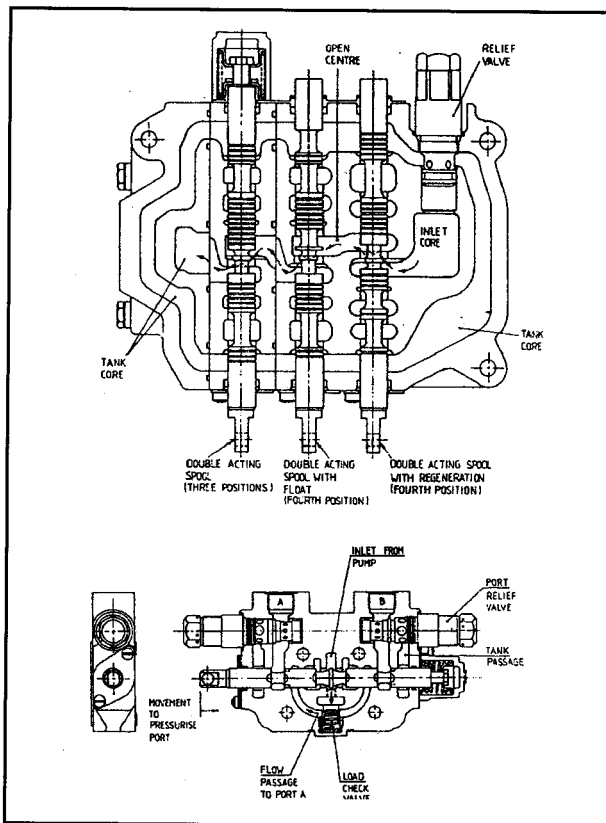 OPEN
CENTRE
RELIEF
VALVE
INLET
CORE
TANK
CORE
TANK
CORE
DOUBLE ACTING
SPOOL
(THREE POSITIONS)
DOUBLE ACTING
SPOOL WITH
FLOAT
(FOURTH POSITION)
DOUBLE ACTING SPOOL
WITH REGENERATION
(FOURTH POSITION)
INLET FROM
PUMP
A
B
PORT
RELIEF
VALVE
TANK
PASSAGE
MOVEMENT
TO
PRESSURISE
PORT
FLOW
PASSAGE
TO PORT A
LOAD
CHECK
VALVE